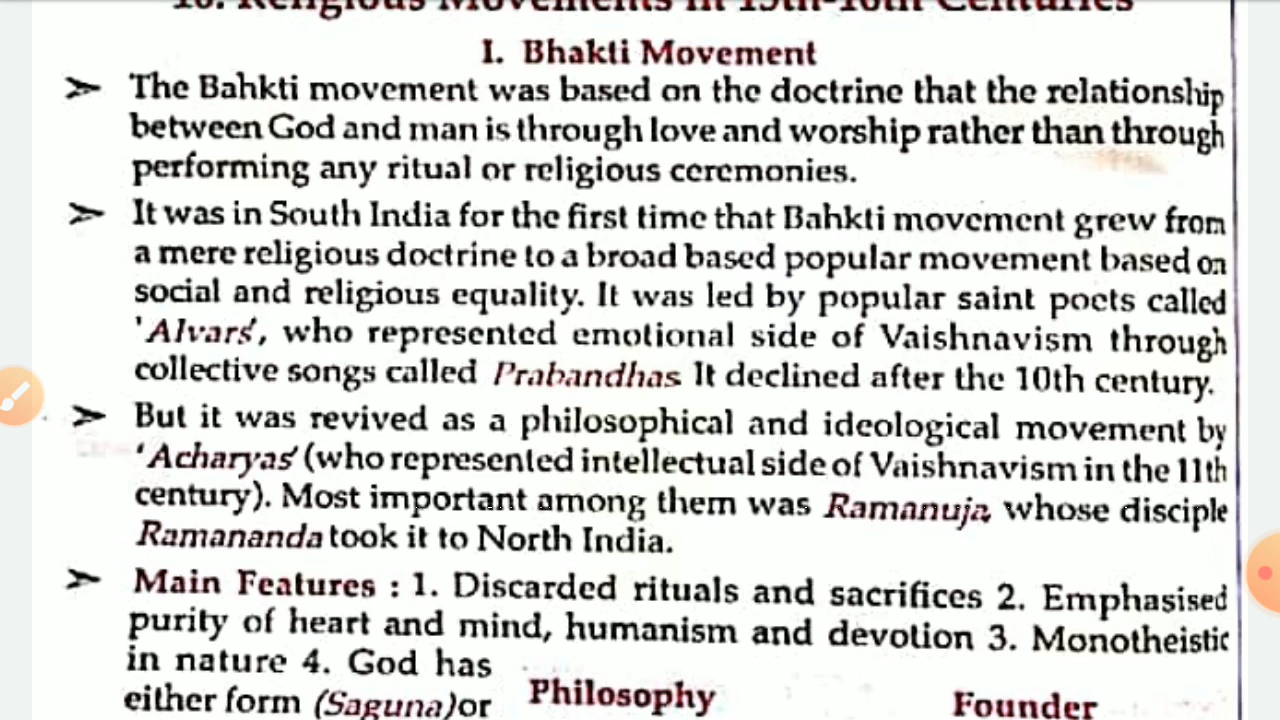 10. Religious Movements in 15th-16th Centuries
I. Bhakti Movement
➢ The Bahkti movement was based on the doctrine that the relationship
between God and man is through love and worship rather than through
performing any ritual or religious ceremonies.
➢ It was in South India for the first time that Bahkti movement grew from
a mere religious doctrine to a broad based popular movement based on
social and religious equality. It was led by popular saint poets called
'Alvars', who represented emotional side of Vaishnavism through
collective songs called Prabandhas. It declined after the 10th century.
➢ But it was revived as a philosophical and ideological movement by
'Acharyas' (who represented intellectual side of Vaishnavism in the 11th
century). Most important among them was Ramanuja, whose disciple
Ramananda took it to North India.
➢ Main Features : 1. Discarded rituals and sacrifices 2. Emphasised
purity of heart and mind, humanism and devotion 3. Monotheistic
in nature 4. God has
either form (Saguna)or
Philosophy Founder